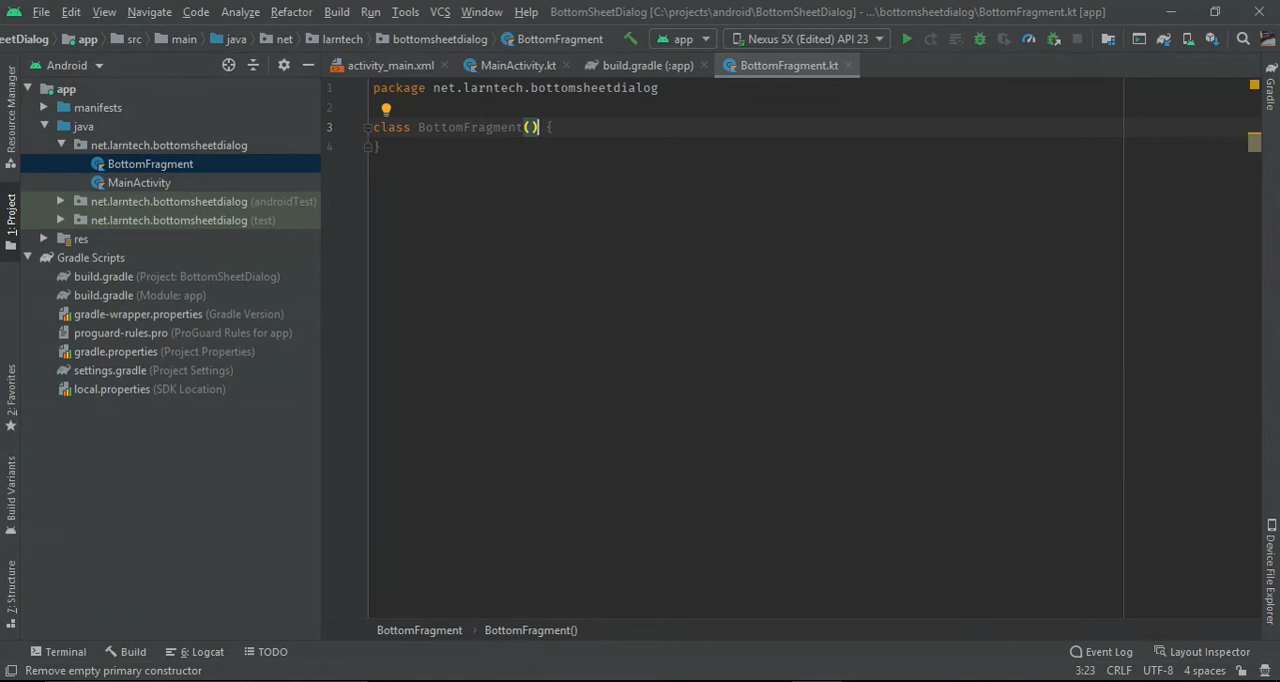 File Edit View Navigate Code Analyze Refactor Build Run Tools VCS Window Help BottomSheetDialog [C:\projects\android\BottomSheetDialog] - ...\bottomsheetdialog\BottomFragment.kt [app]
eetDialog app src main java net larntech bottomsheetdialog BottomFragment app Nexus 5X (Edited) API 23
Android activity_main.xml MainActivity.kt build.gradle (:app) BottomFragment.kt
Resource Manager
1: Project
2: Favorites
Build Variants
7: Structure
app
manifests
java
net.larntech.bottomsheetdialog
BottomFragment
MainActivity
net.larntech.bottomsheetdialog (androidTest)
net.larntech.bottomsheetdialog (test)
res
Gradle Scripts
build.gradle (Project: BottomSheetDialog)
build.gradle (Module: app)
gradle-wrapper.properties (Gradle Version)
proguard-rules.pro (ProGuard Rules for app)
gradle.properties (Project Properties)
settings.gradle (Project Settings)
local.properties (SDK Location)
1 package net.larntech.bottomsheetdialog
2
3 class BottomFragment() {
4 }
Gradle
Device File Explorer
BottomFragment BottomFragment()
Terminal Build 6: Logcat TODO Event Log Layout Inspector
Remove empty primary constructor 3:23 CRLF UTF-8 4 spaces